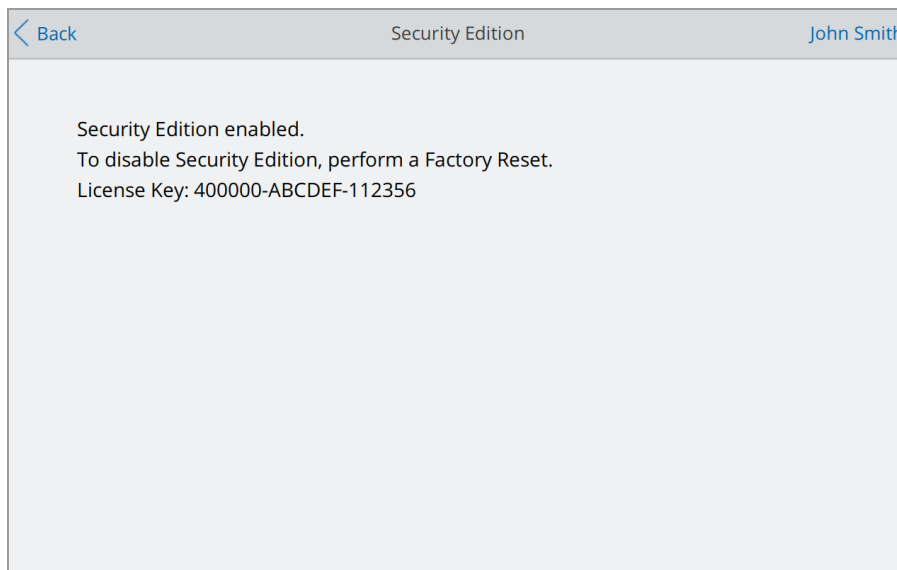 Back Security Edition John Smith
Security Edition enabled.
To disable Security Edition, perform a Factory Reset.
License Key: 400000-ABCDEF-112356